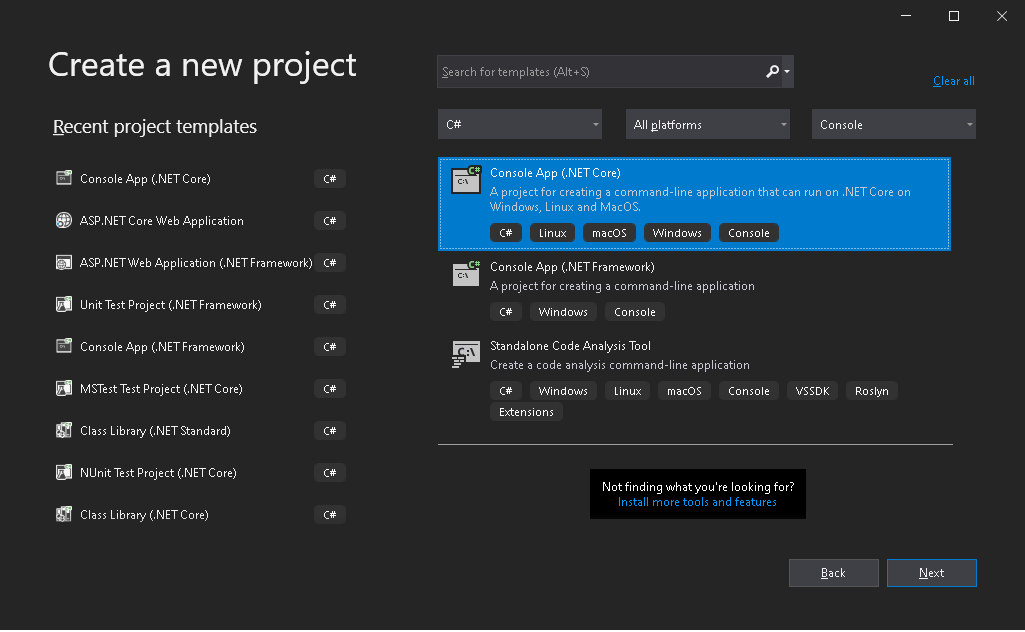 Create a new project
Search for templates (Alt+S)
Clear all
Recent project templates
C#
All platforms
Console
Console App (.NET Core) C#
ASP.NET Core Web Application C#
ASP.NET Web Application (.NET Framework) C#
Unit Test Project (.NET Framework) C#
Console App (.NET Framework) C#
MSTest Test Project (.NET Core) C#
Class Library (.NET Standard) C#
NUnit Test Project (.NET Core) C#
Class Library (.NET Core) C#
C#
C:\
Console App (.NET Core)
A project for creating a command-line application that can run on .NET Core on
Windows, Linux and MacOS.
C# Linux macOS Windows Console
C#
C:\
Console App (.NET Framework)
A project for creating a command-line application
C# Windows Console
C:\
Standalone Code Analysis Tool
Create a code analysis command-line application
C# Windows Linux macOS Console VSSDK Roslyn
Extensions
Not finding what you're looking for?
Install more tools and features
Back
Next